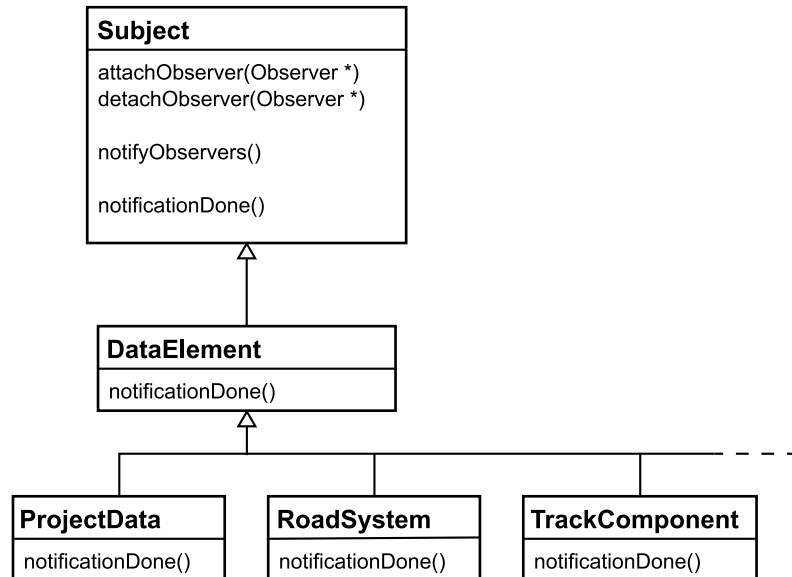 Subject
attachObserver(Observer *)
detachObserver(Observer *)
notifyObservers()
notificationDone()
DataElement
notificationDone()
ProjectData
notificationDone()
RoadSystem
notificationDone()
TrackComponent
notificationDone()